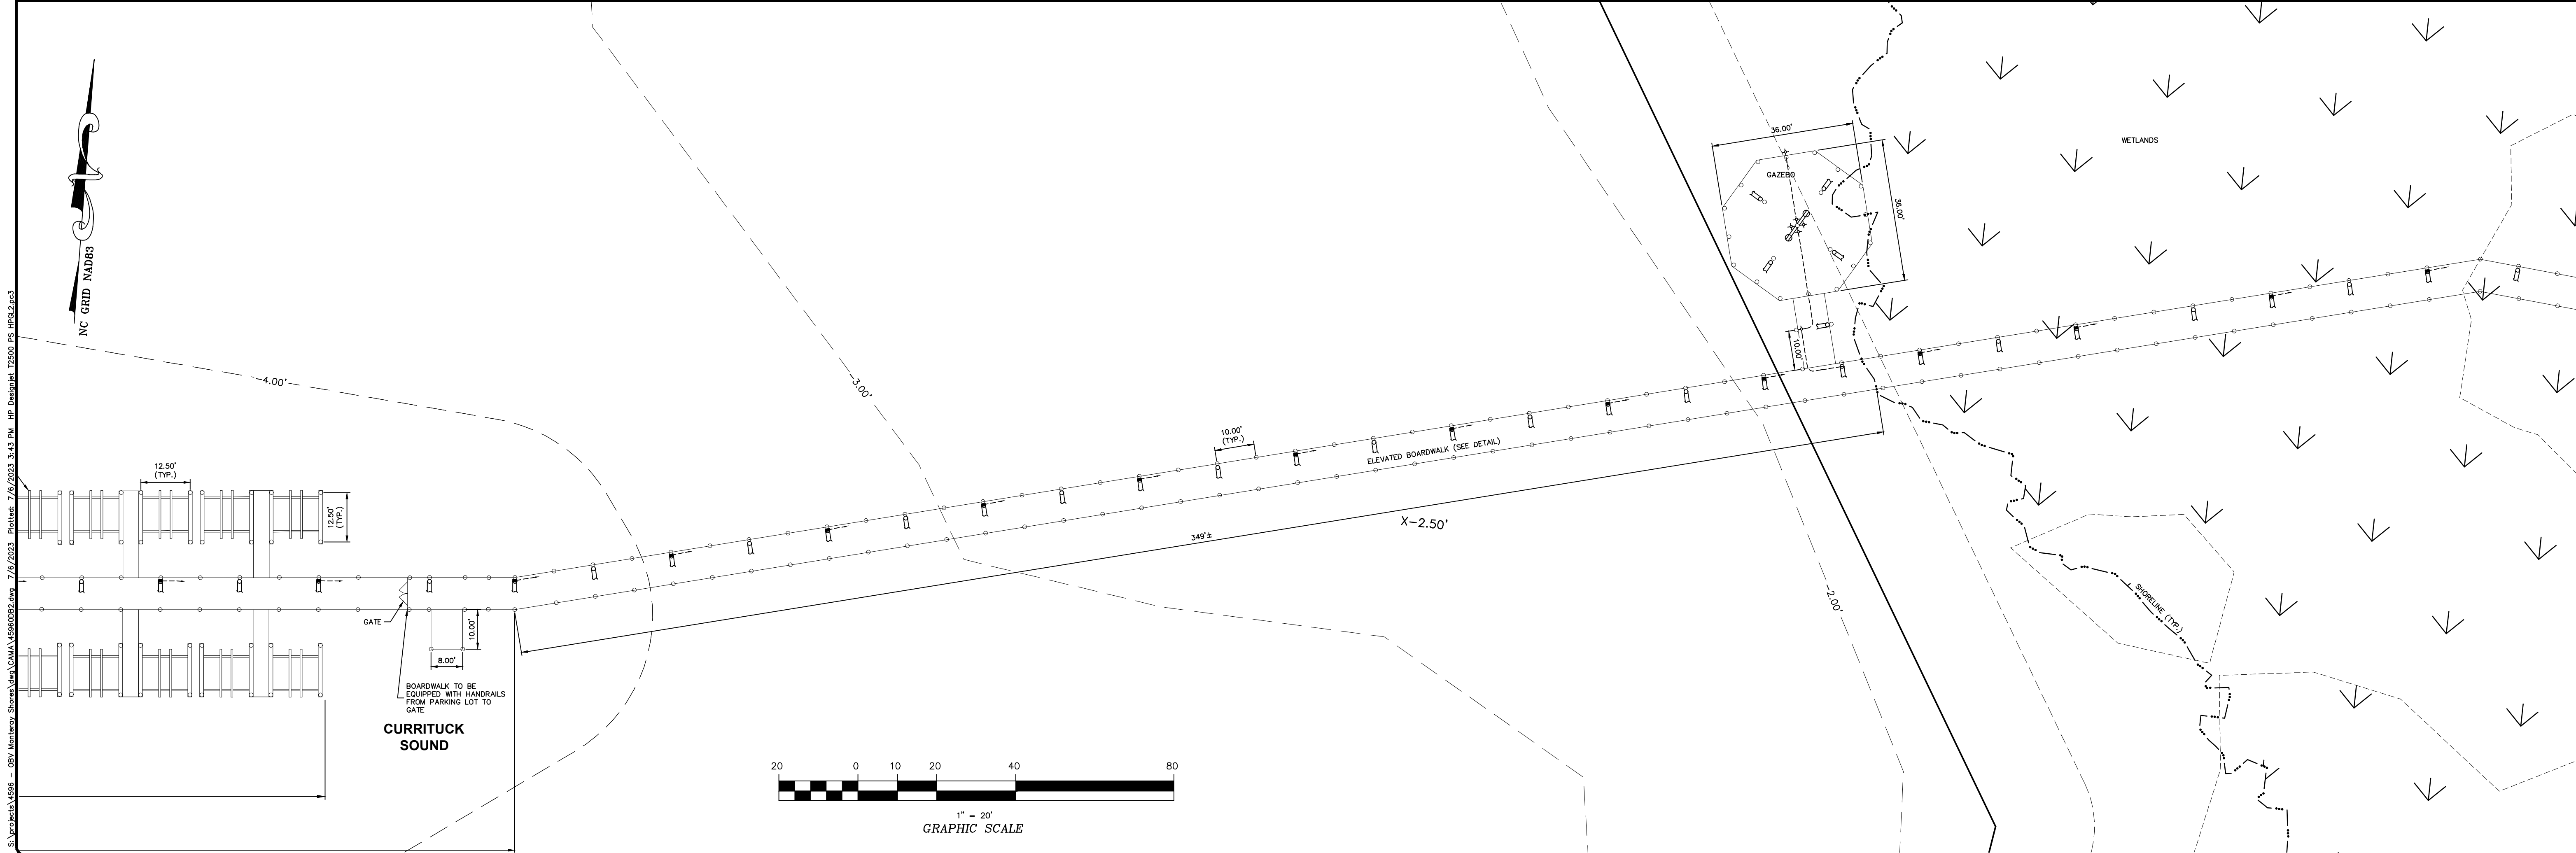 S:\projects\4596 - OBV Monteray Shores\dwg\CAMA\4596CDB2.dwg 7/6/2023 Plotted: 7/6/2023 3:43 PM HP Designjet T2500 PS HPGL2.pc3
NC GRID NAD83
-4.00'
-3.00'
36.00'
GAZEBO
36.00'
10.00'
WETLANDS
12.50'
(TYP.)
12.50'
(TYP.)
10.00'
(TYP.)
ELEVATED BOARDWALK (SEE DETAIL)
X-2.50'
349'±
-2.00'
SHORELINE (TYP.)
GATE
10.00'
8.00'
BOARDWALK TO BE
EQUIPPED WITH HANDRAILS
FROM PARKING LOT TO
GATE
CURRITUCK
SOUND
20 0 10 20 40 80
1" = 20'
GRAPHIC SCALE